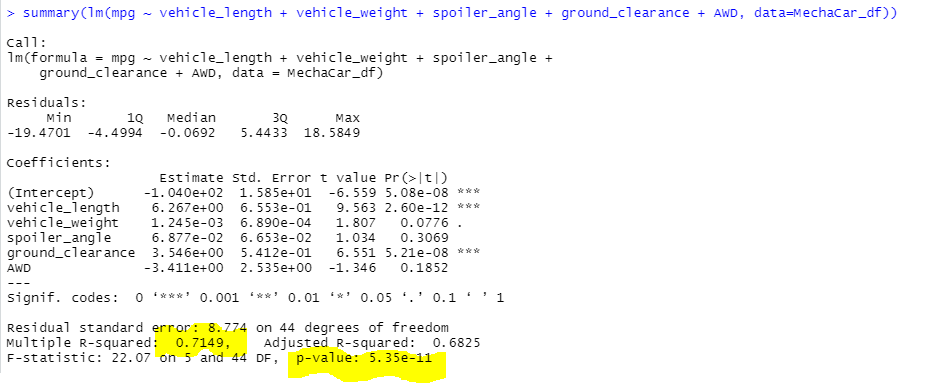 > summary(lm(mpg ~ vehicle_length + vehicle_weight + spoiler_angle + ground_clearance + AWD, data=MechaCar_df))
Call:
lm(formula = mpg ~ vehicle_length + vehicle_weight + spoiler_angle +
    ground_clearance + AWD, data = MechaCar_df)
Residuals:
     Min       1Q   Median       3Q      Max
-19.4701  -4.4994  -0.0692   5.4433  18.5849
Coefficients:
                   Estimate Std. Error t value Pr(>|t|)
(Intercept)      -1.040e+02  1.585e+01  -6.559 5.08e-08 ***
vehicle_length    6.267e+00  6.553e-01   9.563 2.60e-12 ***
vehicle_weight    1.245e-03  6.890e-04   1.807   0.0776 .
spoiler_angle     6.877e-02  6.653e-02   1.034   0.3069
ground_clearance  3.546e+00  5.412e-01   6.551 5.21e-08 ***
AWD              -3.411e+00  2.535e+00  -1.346   0.1852
---
Signif. codes:  0 ‘***’ 0.001 ‘**’ 0.01 ‘*’ 0.05 ‘.’ 0.1 ‘ ’ 1
Residual standard error: 8.774 on 44 degrees of freedom
Multiple R-squared:  0.7149,	Adjusted R-squared:  0.6825
F-statistic: 22.07 on 5 and 44 DF,  p-value: 5.35e-11